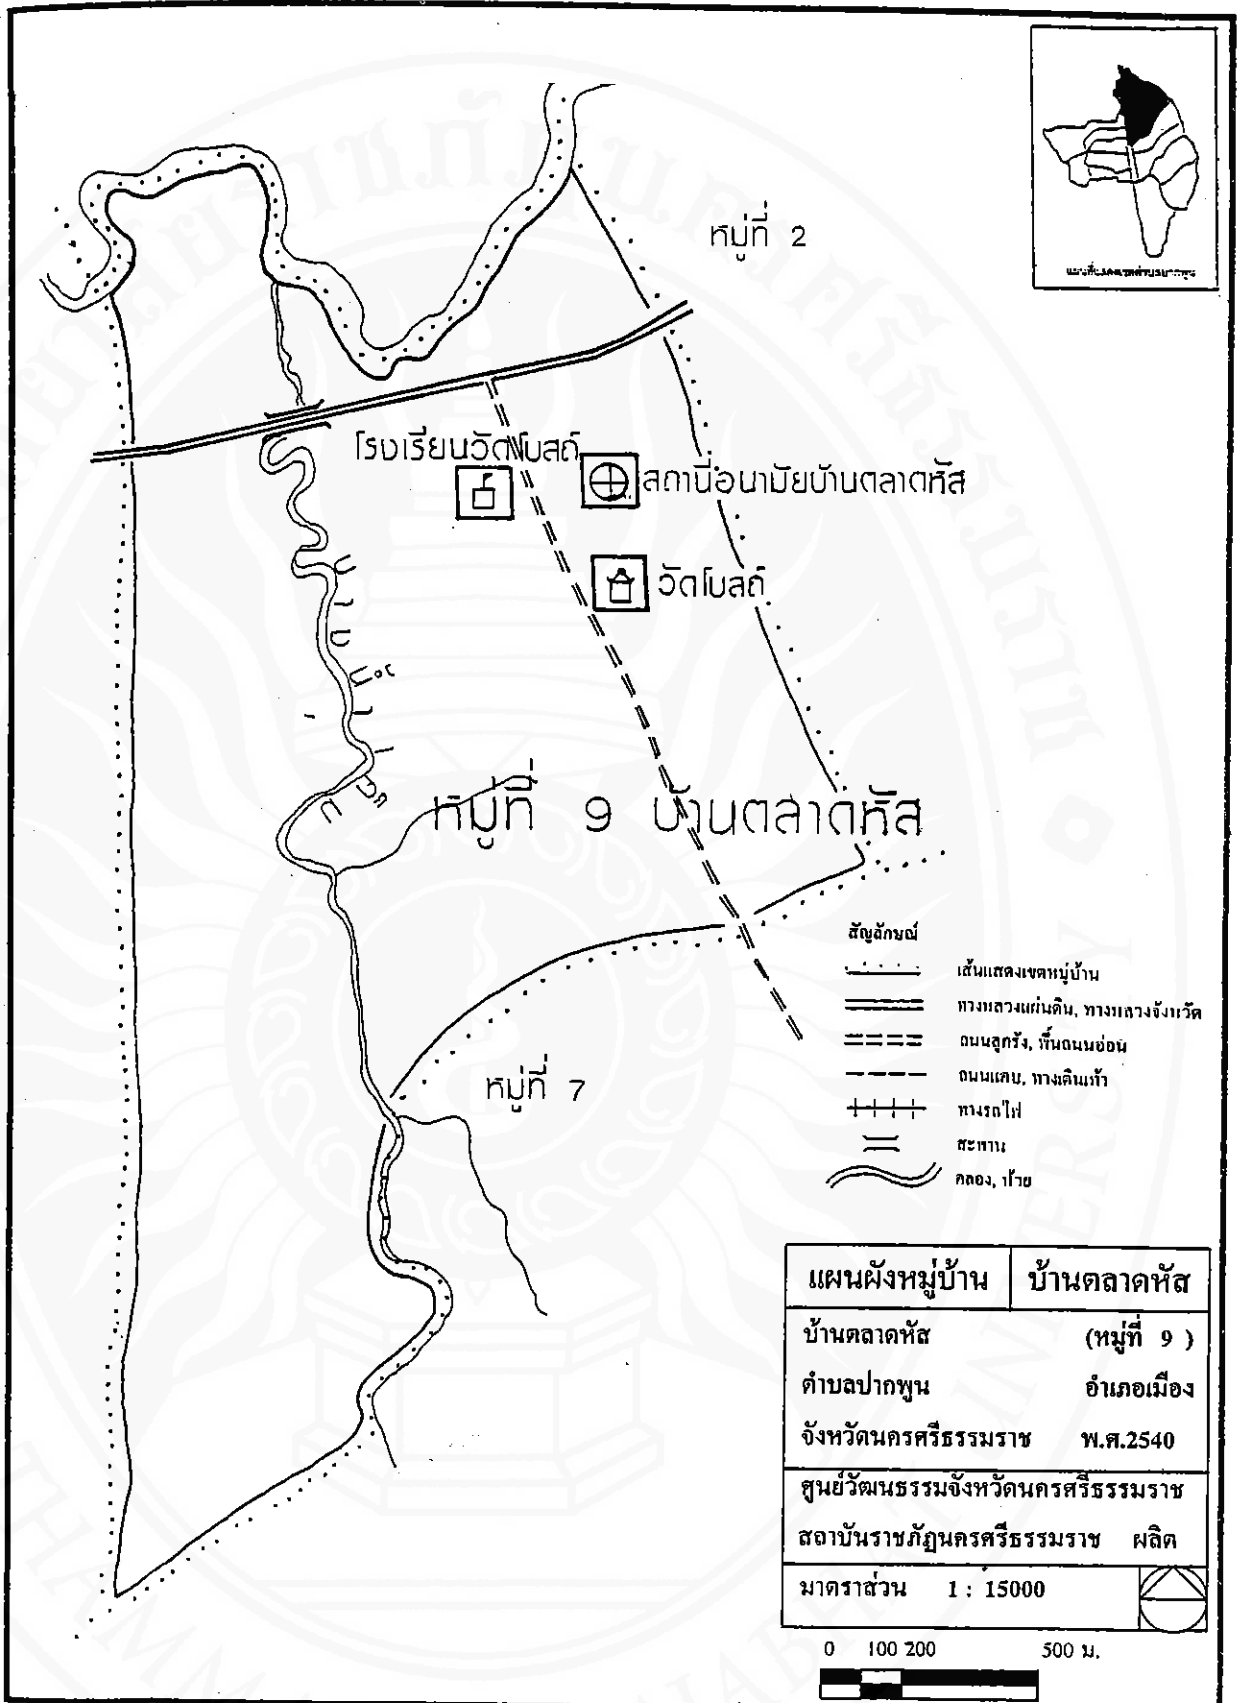 หมู่ที่ 2
โรงเรียนวัดโบสถ์
สถานีอนามัยบ้านตลาดหัส
วัดโบสถ์
หมู่ที่ 9 บ้านตลาดหัส
หมู่ที่ 7
สัญลักษณ์
เส้นแสดงเขตหมู่บ้าน
ทางหลวงแผ่นดิน, ทางหลวงจังหวัด
ถนนลูกรัง, พื้นถนนอ่อน
ถนนแคบ, ทางเดินเท้า
ทางรถไฟ
สะพาน
คลอง, ห้วย
แผนผังหมู่บ้าน บ้านตลาดหัส
บ้านตลาดหัส (หมู่ที่ 9 )
ตำบลปากพูน อำเภอเมือง
จังหวัดนครศรีธรรมราช พ.ศ.2540
ศูนย์วัฒนธรรมจังหวัดนครศรีธรรมราช
สถาบันราชภัฏนครศรีธรรมราช ผลิต
มาตราส่วน 1 : 15000
0 100 200 500 ม.